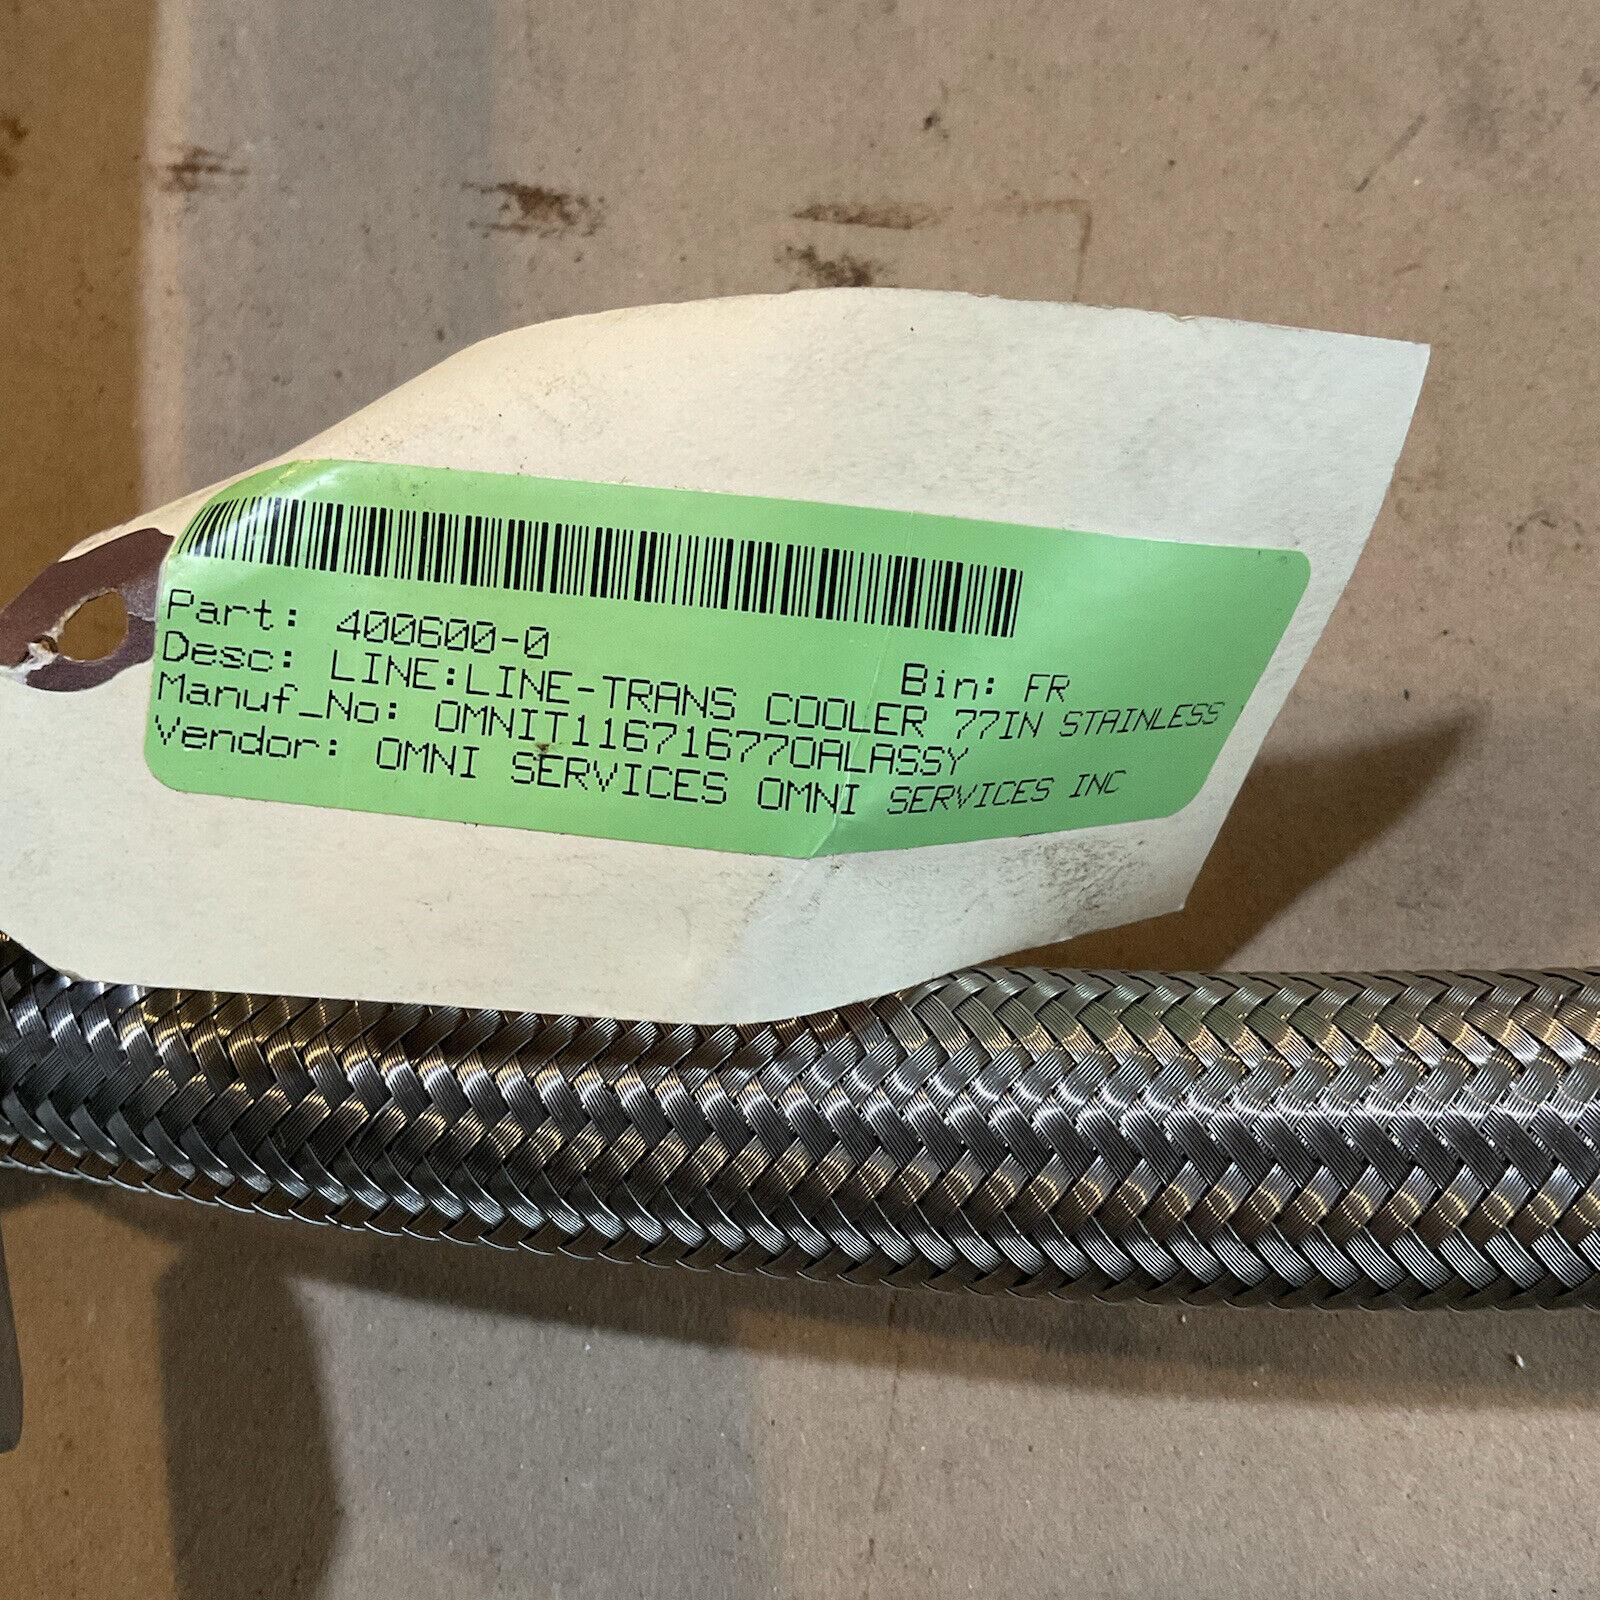 Part: 400600-0
Bin: FR
Desc: LINE:LINE-TRANS COOLER 77IN STAINLESS
Manuf_No: OMNIT1167167770ALASSY
Vendor: OMNI SERVICES OMNI SERVICES INC